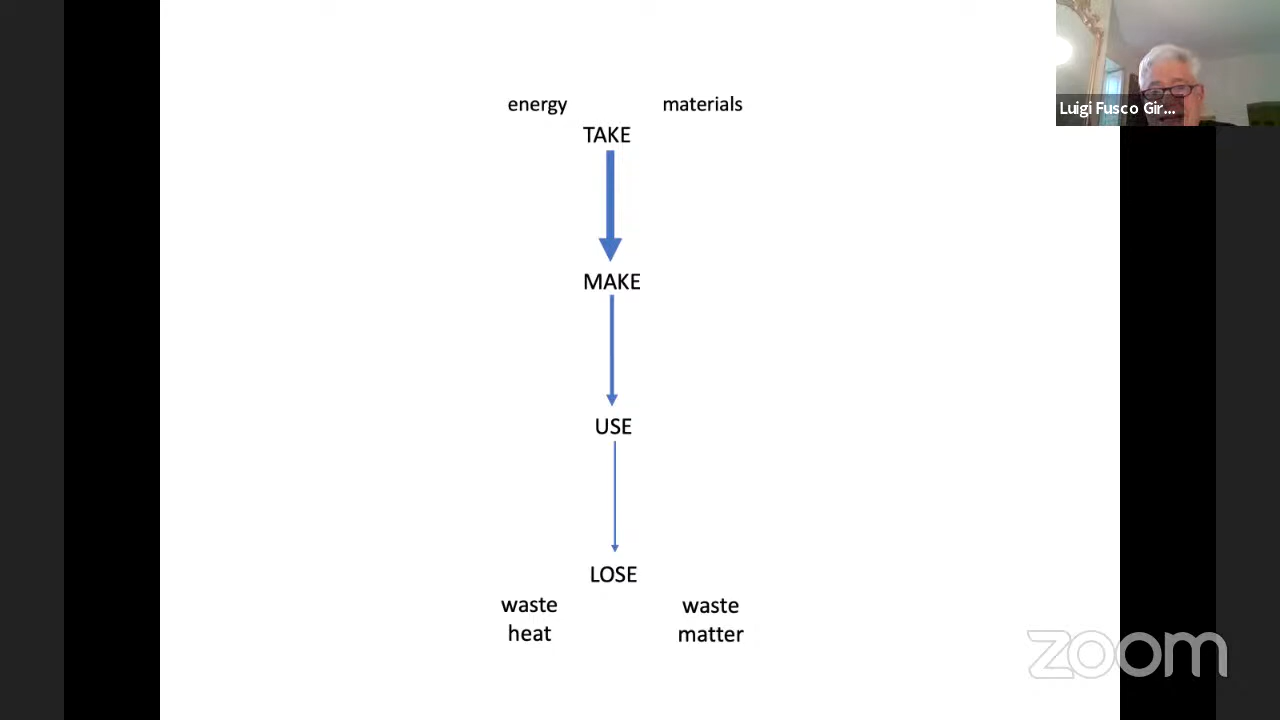 energy materials
TAKE
MAKE
USE
LOSE
waste waste
heat matter
Luigi Fusco Gir...
zoom